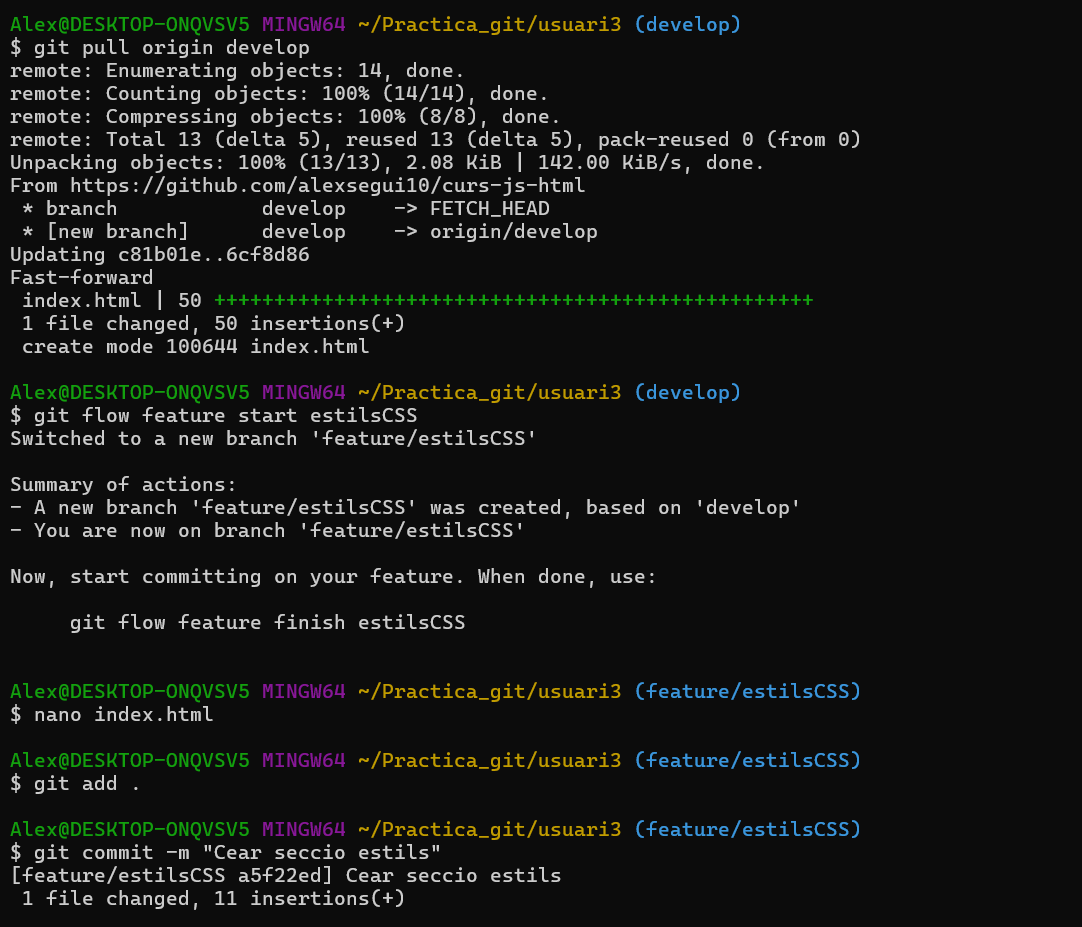 Alex@DESKTOP-ONQVSV5 MINGW64 ~/Practica_git/usuari3 (develop)
$ git pull origin develop
remote: Enumerating objects: 14, done.
remote: Counting objects: 100% (14/14), done.
remote: Compressing objects: 100% (8/8), done.
remote: Total 13 (delta 5), reused 13 (delta 5), pack-reused 0 (from 0)
Unpacking objects: 100% (13/13), 2.08 KiB | 142.00 KiB/s, done.
From https://github.com/alexsegui10/curs-js-html
 * branch            develop    -> FETCH_HEAD
 * [new branch]      develop    -> origin/develop
Updating c81b01e..6cf8d86
Fast-forward
 index.html | 50 ++++++++++++++++++++++++++++++++++++++++++++++++++
 1 file changed, 50 insertions(+)
 create mode 100644 index.html
Alex@DESKTOP-ONQVSV5 MINGW64 ~/Practica_git/usuari3 (develop)
$ git flow feature start estilsCSS
Switched to a new branch 'feature/estilsCSS'
Summary of actions:
- A new branch 'feature/estilsCSS' was created, based on 'develop'
- You are now on branch 'feature/estilsCSS'
Now, start committing on your feature. When done, use:
     git flow feature finish estilsCSS
Alex@DESKTOP-ONQVSV5 MINGW64 ~/Practica_git/usuari3 (feature/estilsCSS)
$ nano index.html
Alex@DESKTOP-ONQVSV5 MINGW64 ~/Practica_git/usuari3 (feature/estilsCSS)
$ git add .
Alex@DESKTOP-ONQVSV5 MINGW64 ~/Practica_git/usuari3 (feature/estilsCSS)
$ git commit -m "Cear seccio estils"
[feature/estilsCSS a5f22ed] Cear seccio estils
 1 file changed, 11 insertions(+)